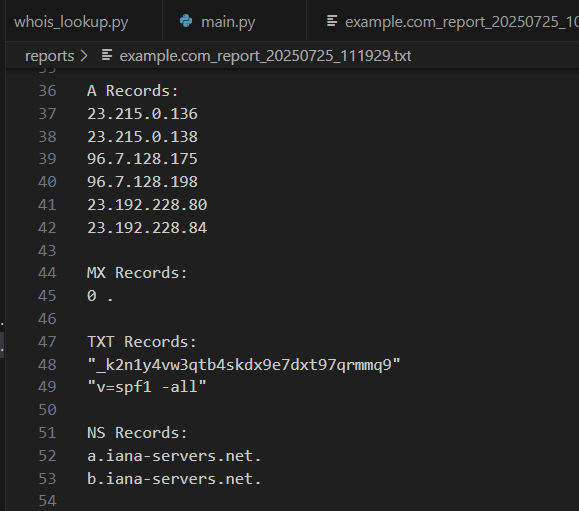 whois_lookup.py
main.py
example.com_report_20250725_10
reports > example.com_report_20250725_111929.txt
36 A Records:
37 23.215.0.136
38 23.215.0.138
39 96.7.128.175
40 96.7.128.198
41 23.192.228.80
42 23.192.228.84
43
44 MX Records:
45 0 .
46
47 TXT Records:
48 "_k2n1y4vw3qtb4skdx9e7dxt97qrmmq9"
49 "v=spf1 -all"
50
51 NS Records:
52 a.iana-servers.net.
53 b.iana-servers.net.
54